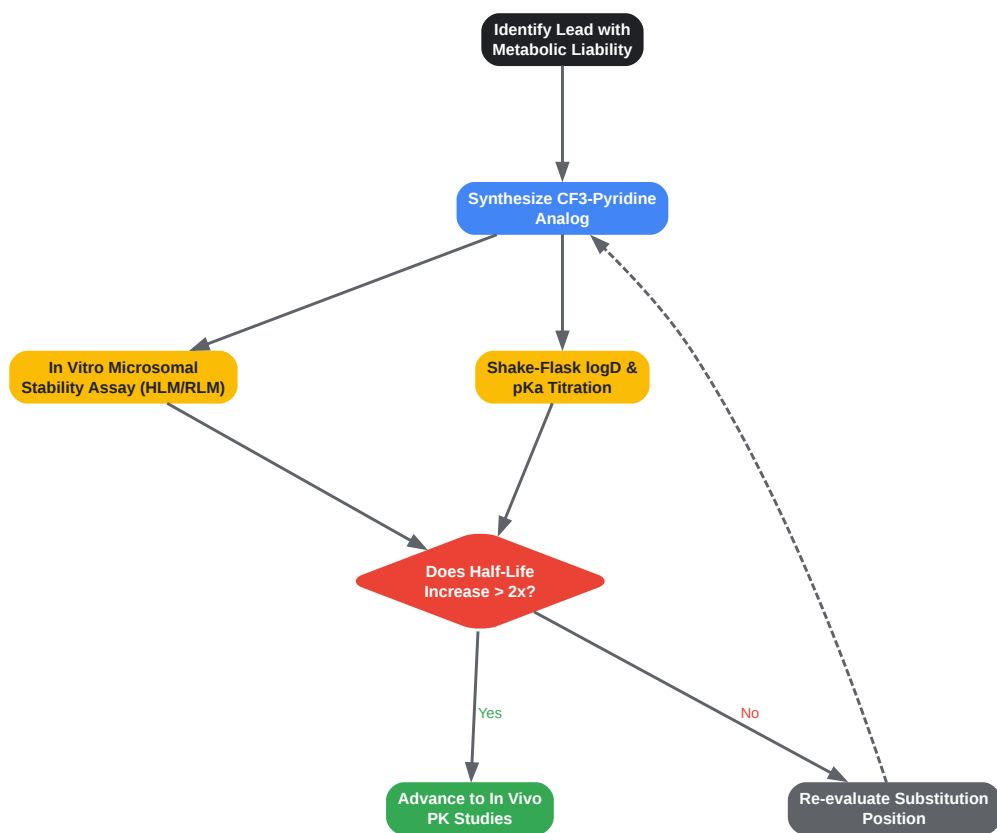 Identify Lead with
Metabolic Liability
Synthesize CF3-Pyridine
Analog
In Vitro Microsomal
Stability Assay (HLM/RLM)
Shake-Flask logD &
pKa Titration
Does Half-Life
Increase > 2x?
Yes
No
Advance to In Vivo
PK Studies
Re-evaluate Substitution
Position